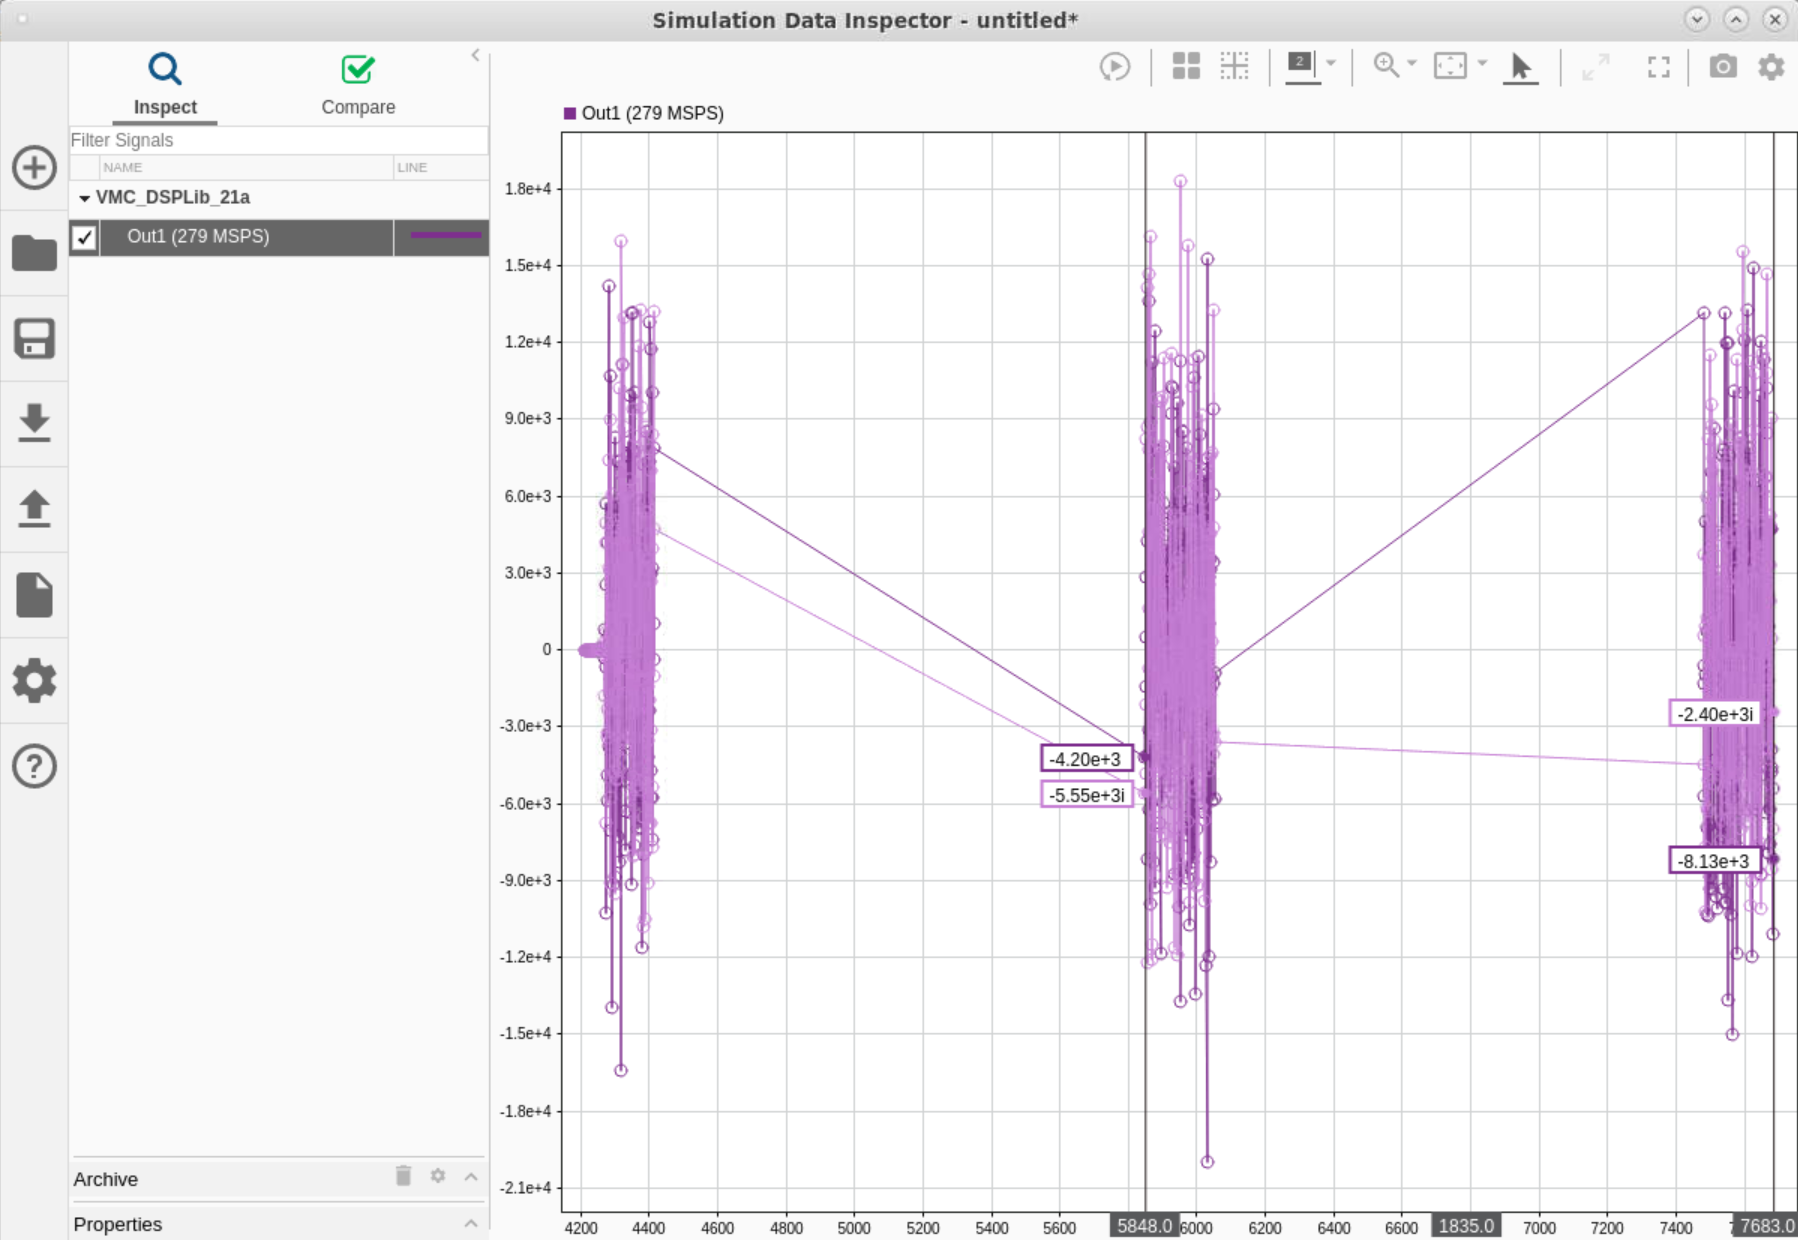 Simulation Data Inspector - untitled*
Inspect
Compare
Filter Signals
NAME LINE
VMC_DSPLib_21a
Out1 (279 MSPS)
Archive
Properties
2
Out1 (279 MSPS)
1.8e+4
1.5e+4
1.2e+4
9.0e+3
6.0e+3
3.0e+3
0
-3.0e+3
-6.0e+3
-9.0e+3
-1.2e+4
-1.5e+4
-1.8e+4
-2.1e+4
-2.40e+3i
-4.20e+3
-5.55e+3i
-8.13e+3
4200 4400 4600 4800 5000 5200 5400 5600 5848.0 6000 6200 6400 6600 1835.0 7000 7200 7400 7683.0